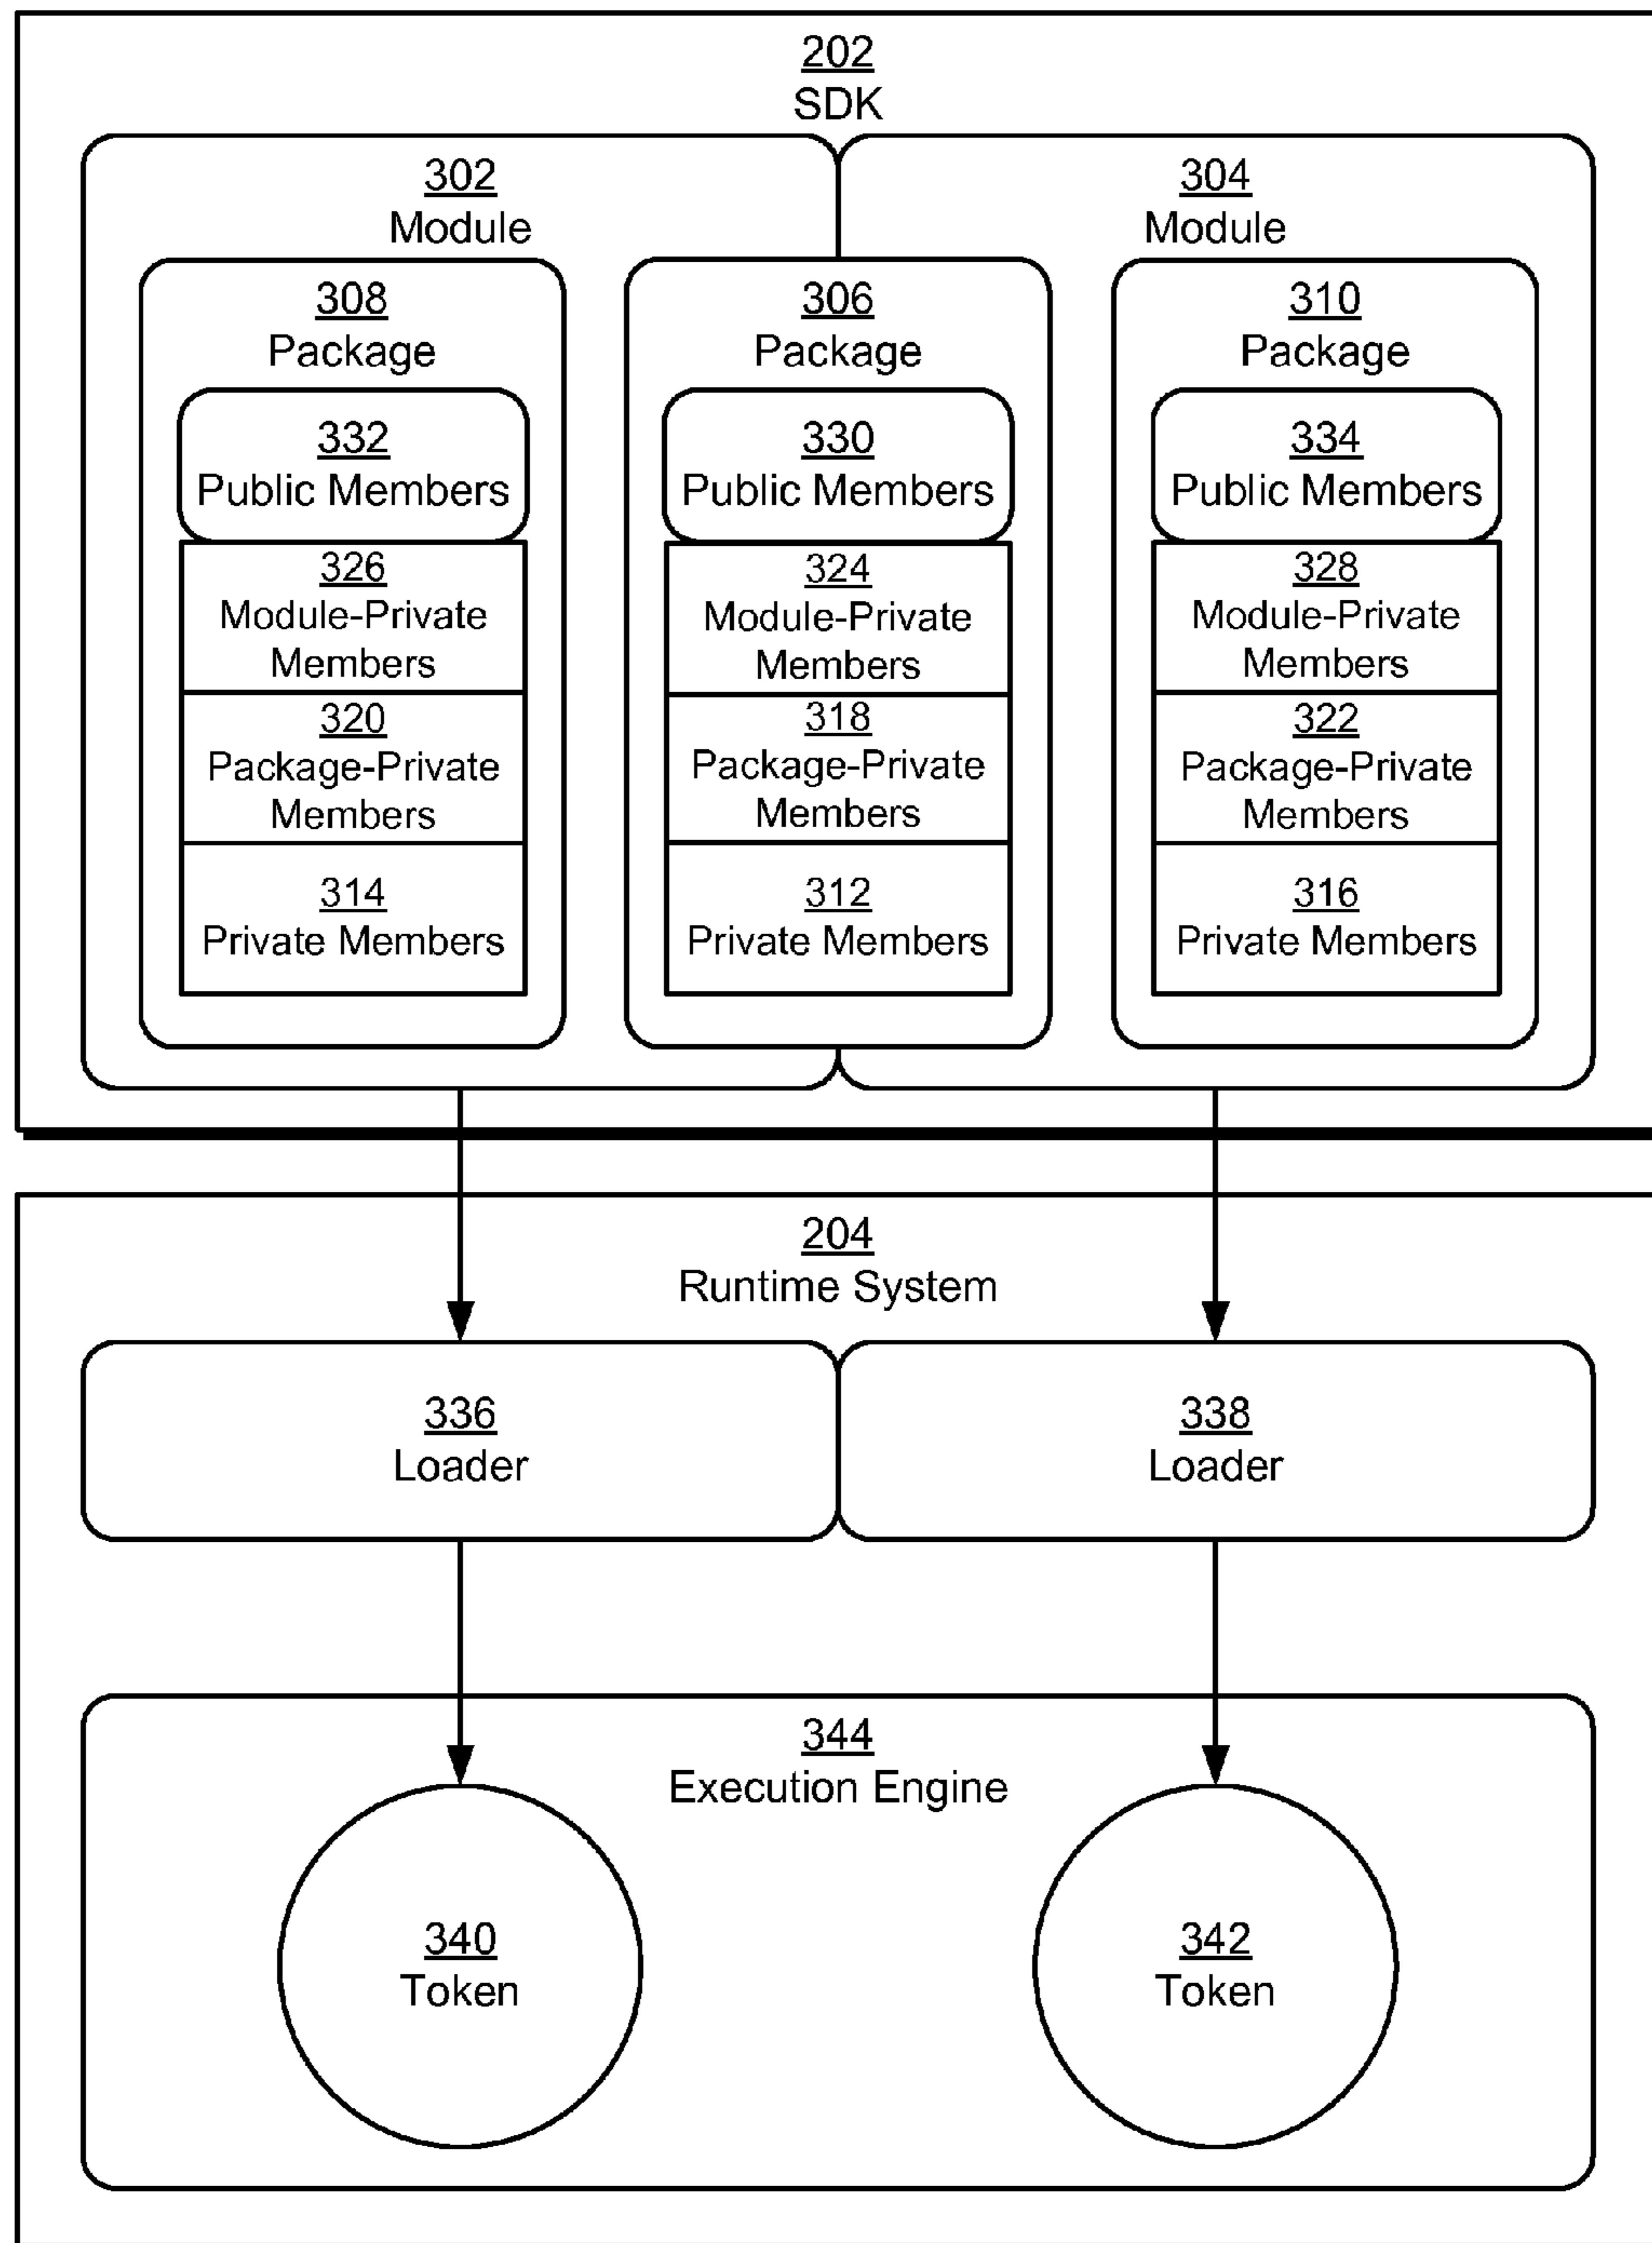 202
SDK
302
Module
304
Module
308
Package
306
Package
310
Package
332
Public Members
330
Public Members
334
Public Members
326
Module-Private
Members
324
Module-Private
Members
328
Module-Private
Members
320
Package-Private
Members
318
Package-Private
Members
322
Package-Private
Members
314
Private Members
312
Private Members
316
Private Members
204
Runtime System
336
Loader
338
Loader
344
Execution Engine
340
Token
342
Token